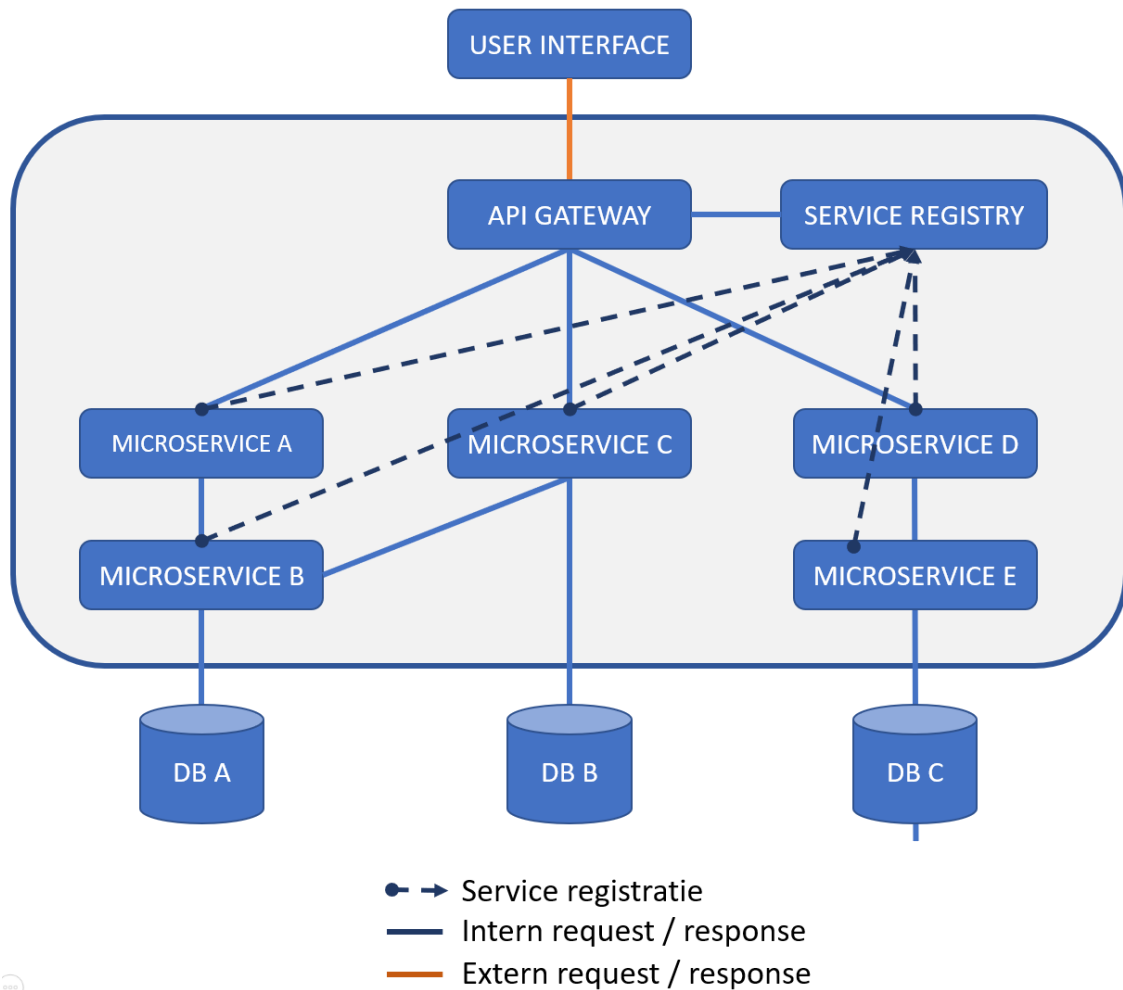 USER INTERFACE
API GATEWAY
SERVICE REGISTRY
MICROSERVICE A
MICROSERVICE C
MICROSERVICE D
MICROSERVICE B
MICROSERVICE E
DB A
DB B
DB C
Service registratie
Intern request / response
Extern request / response